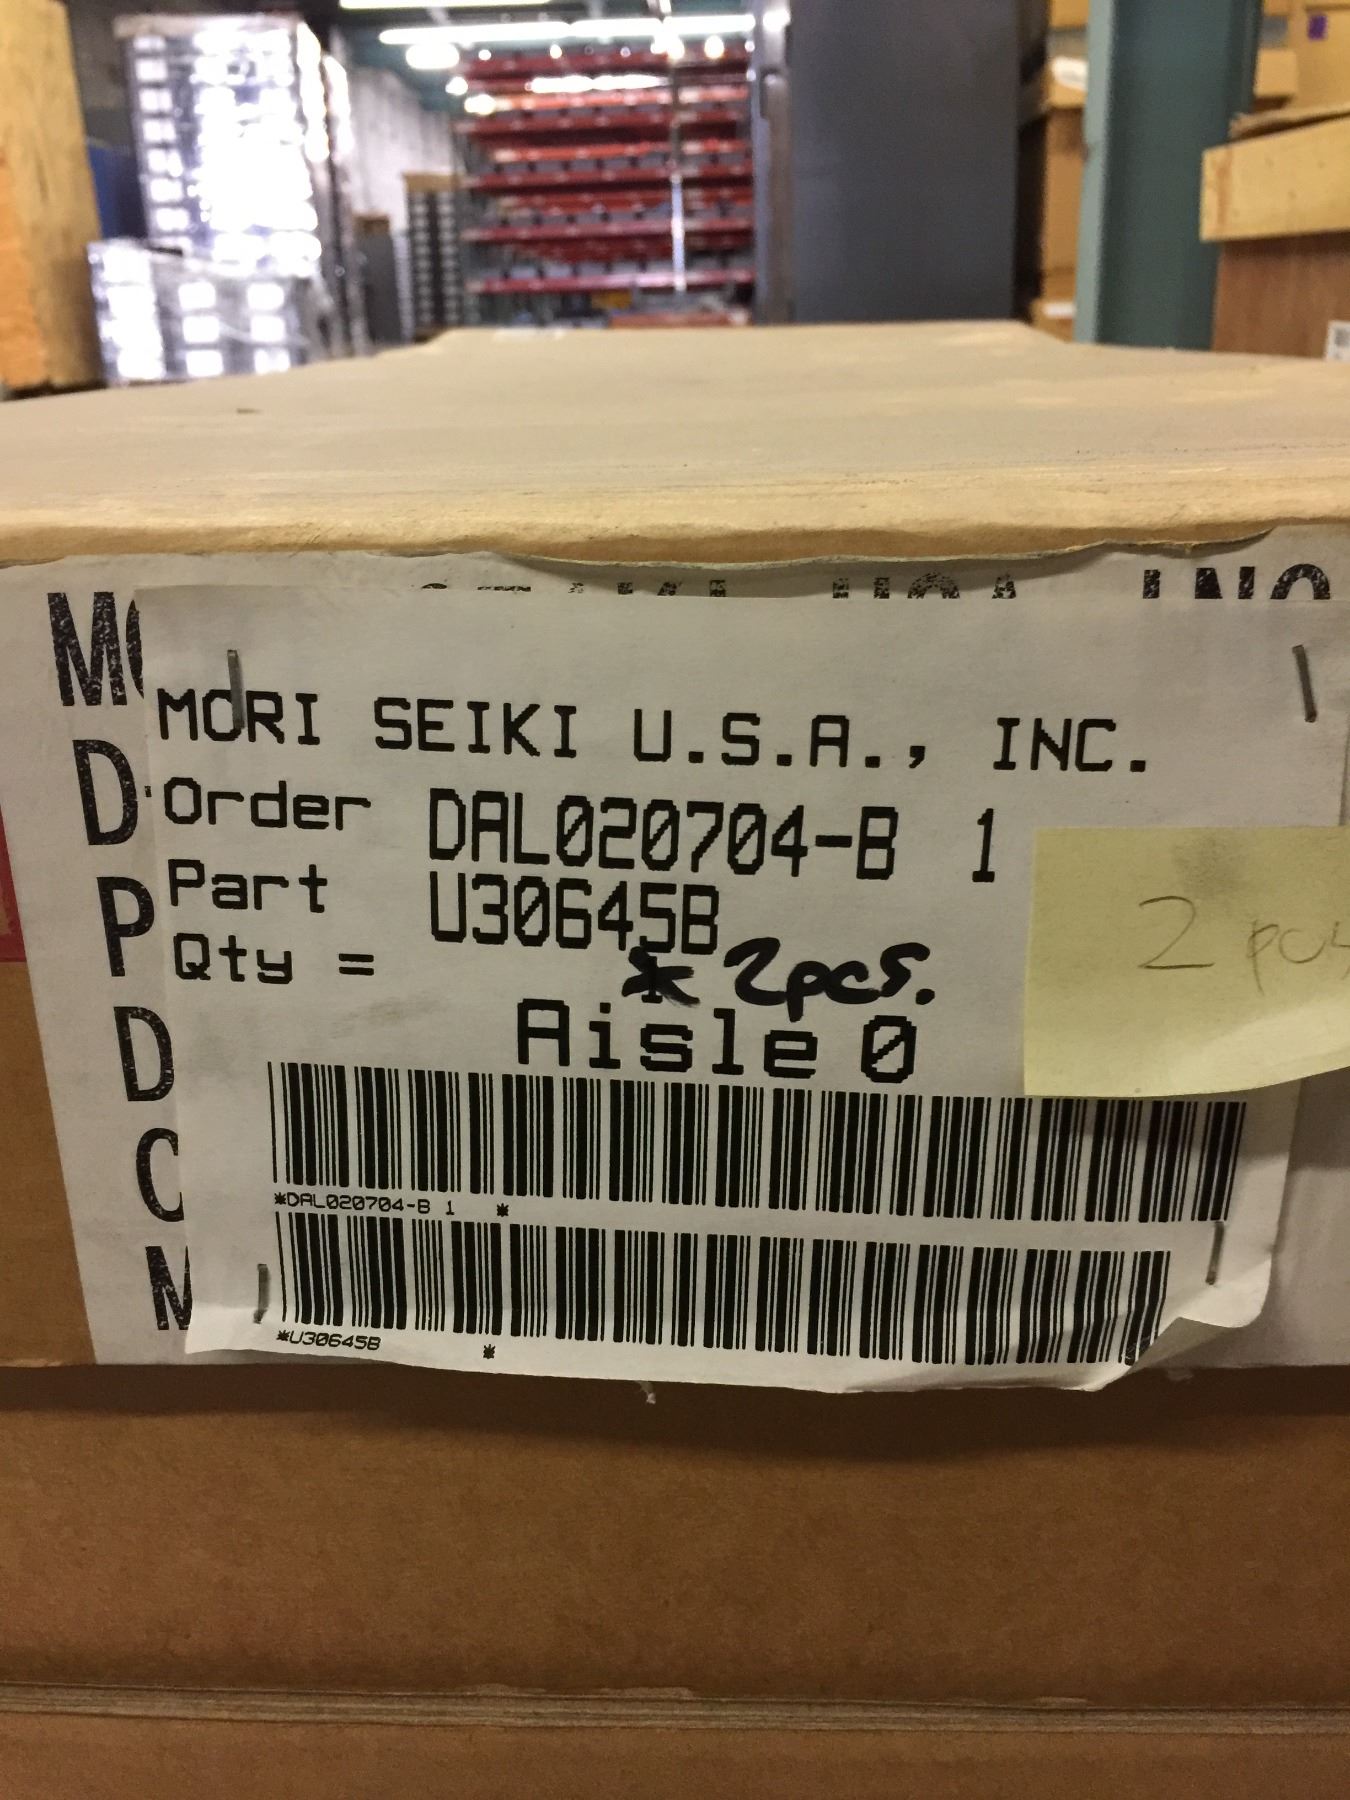 MORI SEIKI U.S.A., INC.
Order DAL020704-B 1
Part U30645B
Qty = 2pcs.
2 pcs
Aisle 0
*DAL020704-B 1 *
*U30645B *